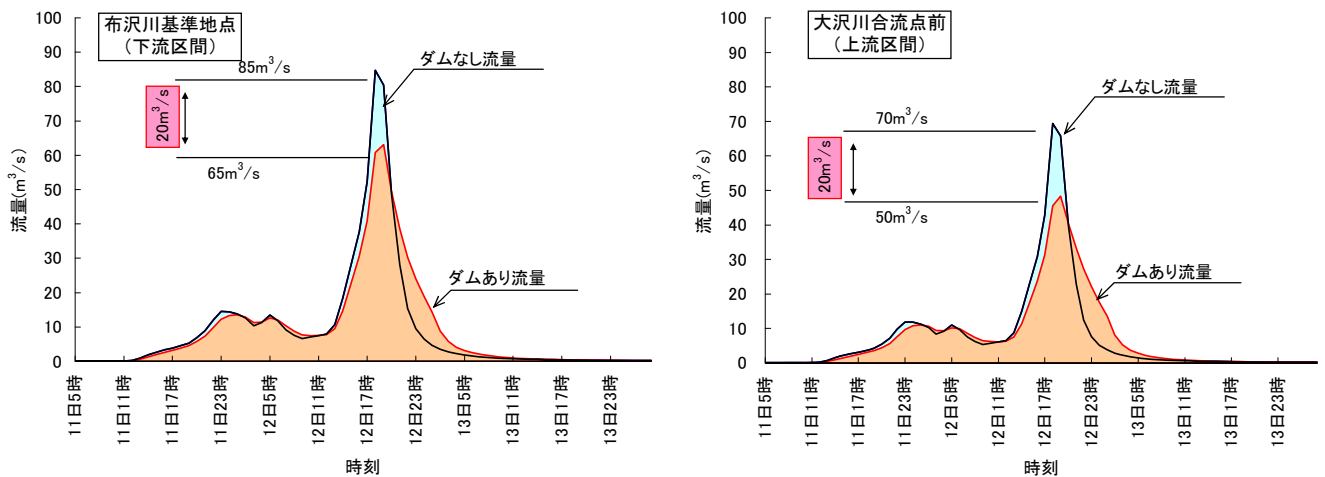 布沢川基準地点
（下流区間）
流量(m³/s)
100
90
80
70
60
50
40
30
20
10
0
85m³/s
20m³/s
65m³/s
ダムなし流量
ダムあり流量
11日5時
11日11時
11日17時
11日23時
12日5時
12日11時
12日17時
12日23時
13日5時
13日11時
13日17時
13日23時
時刻
大沢川合流点前
（上流区間）
流量(m³/s)
100
90
80
70
60
50
40
30
20
10
0
70m³/s
20m³/s
50m³/s
ダムなし流量
ダムあり流量
11日5時
11日11時
11日17時
11日23時
12日5時
12日11時
12日17時
12日23時
13日5時
13日11時
13日17時
13日23時
時刻